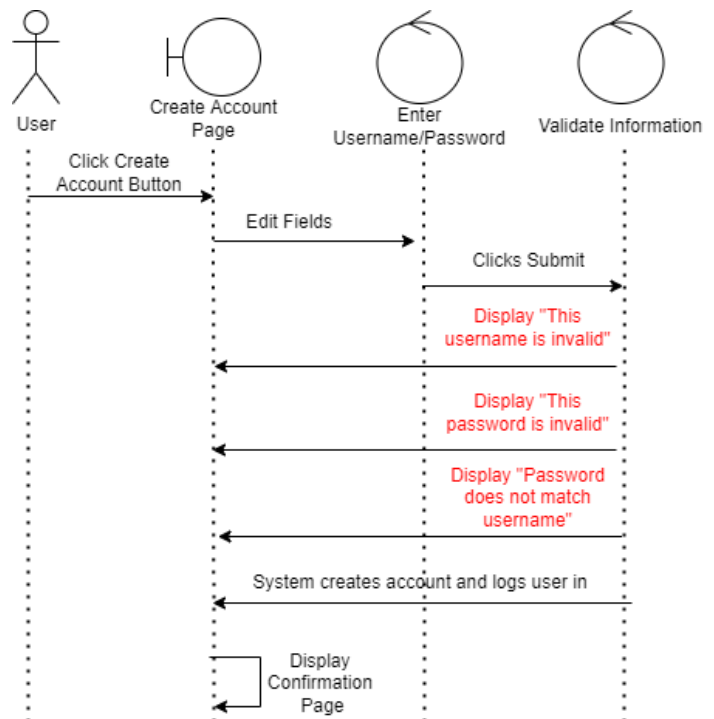 User
Create Account
Page
Enter
Username/Password
Validate Information
Click Create
Account Button
Edit Fields
Clicks Submit
Display "This
username is invalid"
Display "This
password is invalid"
Display "Password
does not match
username"
System creates account and logs user in
Display
Confirmation
Page